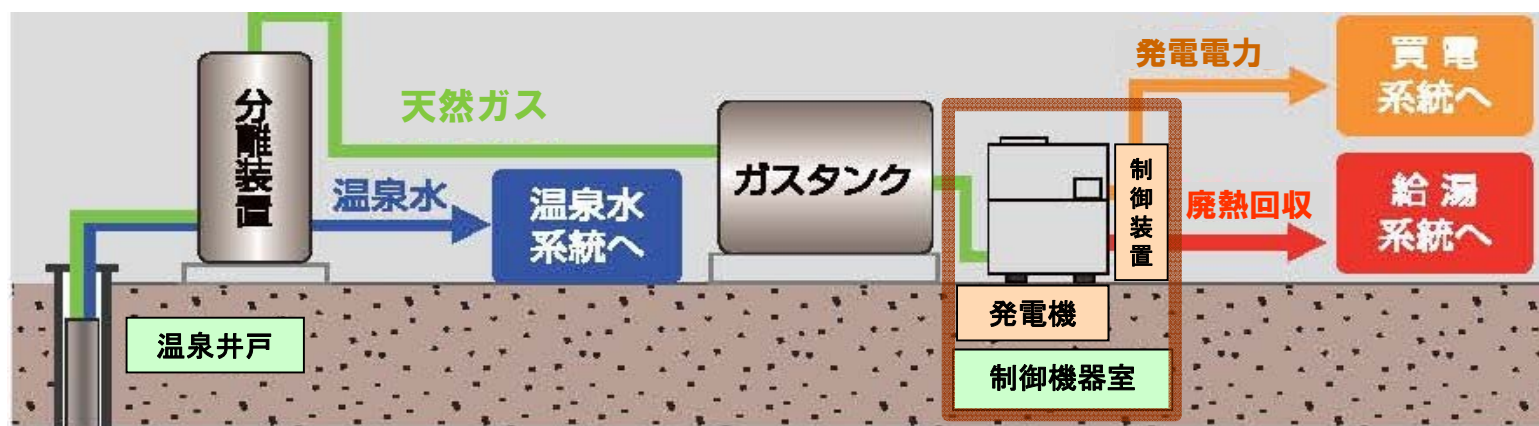 発電電力
買電
系統へ
分離装置
天然ガス
ガスタンク
制御装置
温泉水
温泉水
系統へ
廃熱回収
給湯
系統へ
発電機
温泉井戸
制御機器室